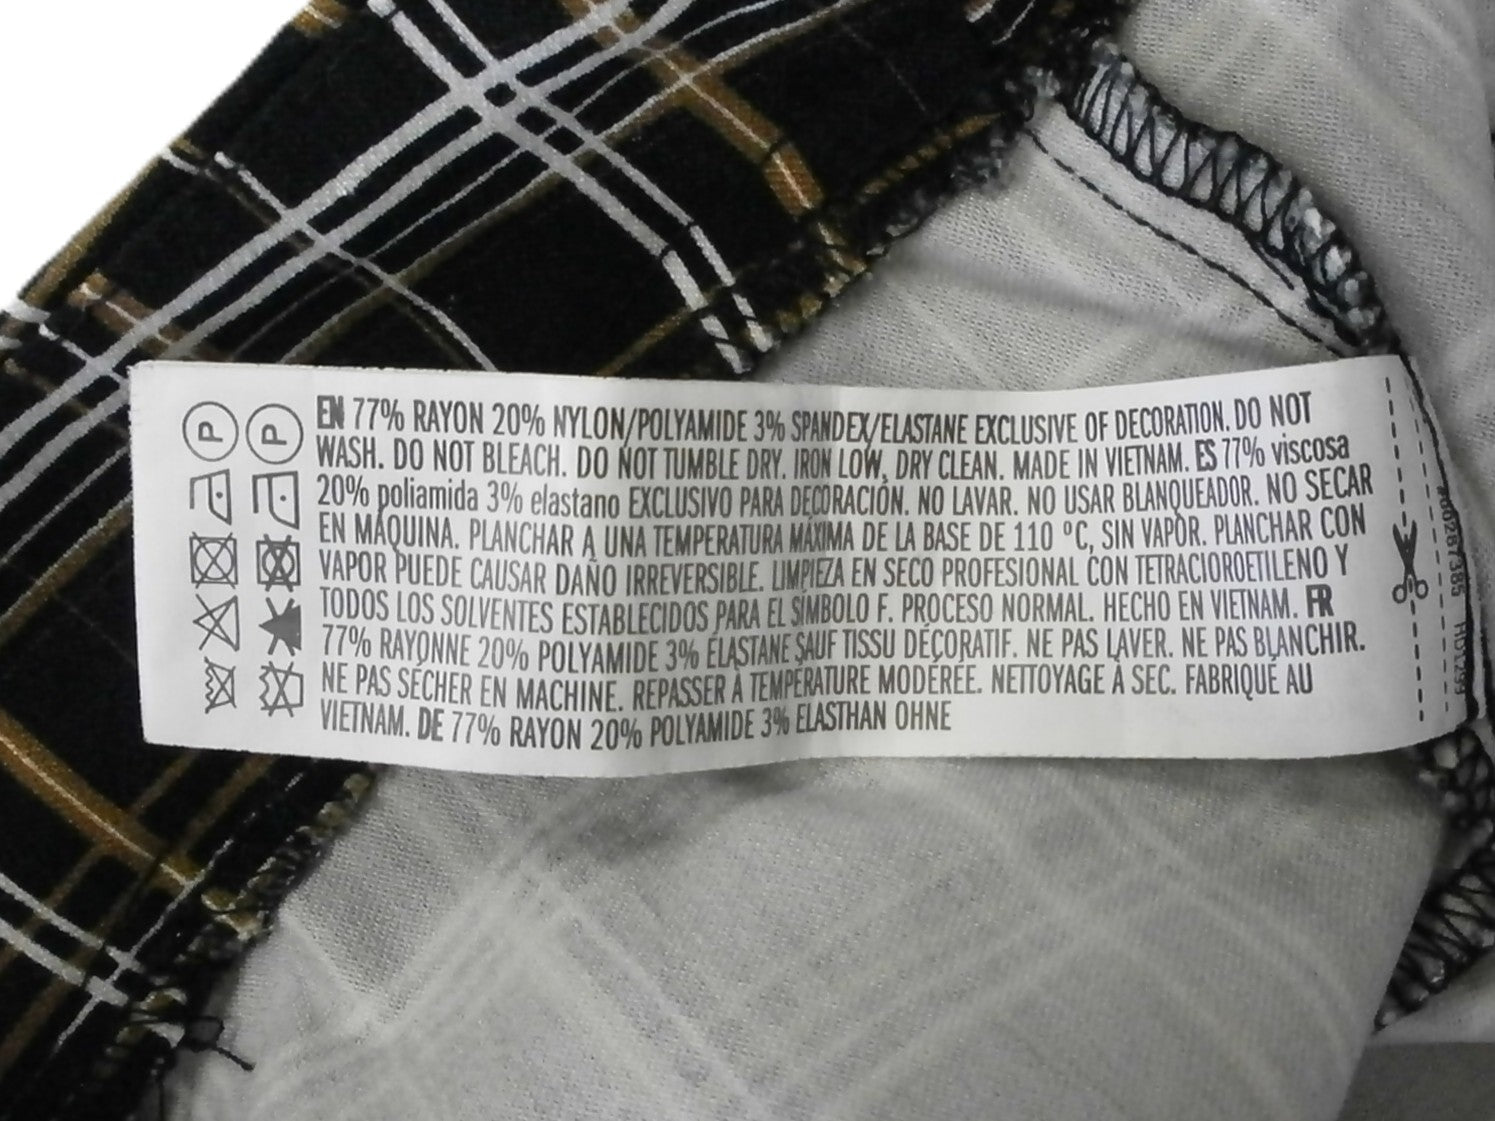 EN 77% RAYON 20% NYLON/POLYAMIDE 3% SPANDEX/ELASTANE EXCLUSIVE OF DECORATION. DO NOT
WASH. DO NOT BLEACH. DO NOT TUMBLE DRY. IRON LOW, DRY CLEAN. MADE IN VIETNAM. ES 77% viscosa
20% poliamida 3% elastano EXCLUSIVO PARA DECORACIÓN. NO LAVAR. NO USAR BLANQUEADOR. NO SECAR
EN MÁQUINA. PLANCHAR A UNA TEMPERATURA MÁXIMA DE LA BASE DE 110 °C, SIN VAPOR. PLANCHAR CON
VAPOR PUEDE CAUSAR DAÑO IRREVERSIBLE. LIMPIEZA EN SECO PROFESIONAL CON TETRACIOROETILENO Y
TODOS LOS SOLVENTES ESTABLECIDOS PARA EL SÍMBOLO F. PROCESO NORMAL. HECHO EN VIETNAM. FR
77% RAYONNE 20% POLYAMIDE 3% ÉLASTANE SAUF TISSU DÉCORATIF. NE PAS LAVER. NE PAS BLANCHIR.
NE PAS SÉCHER EN MACHINE. REPASSER À TEMPÉRATURE MODÉRÉE. NETTOYAGE À SEC. FABRIQUÉ AU
VIETNAM. DE 77% RAYON 20% POLYAMIDE 3% ELASTHAN OHNE
P P